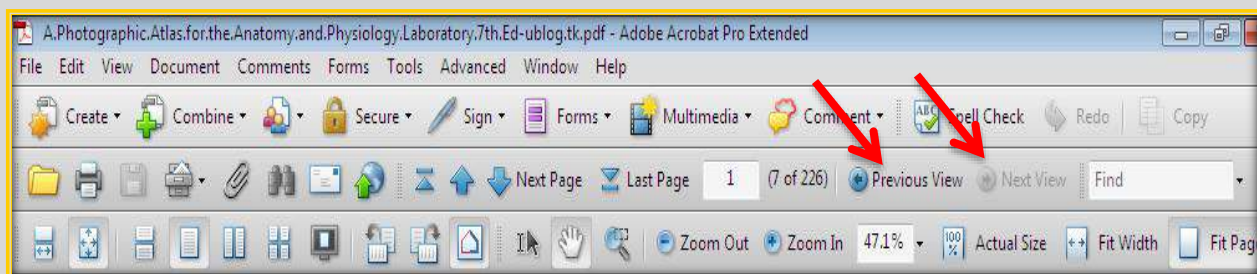 A.Photographic.Atlas.for.the.Anatomy.and.Physiology.Laboratory.7th.Ed-ublog.tk.pdf - Adobe Acrobat Pro Extended
File Edit View Document Comments Forms Tools Advanced Window Help
Create Combine Secure Sign Forms Multimedia Comment ABC Spell Check Redo Copy
Next Page Last Page 1 (7 of 226) Previous View Next View Find
Zoom Out Zoom In 47.1% 100% Actual Size Fit Width Fit Pag